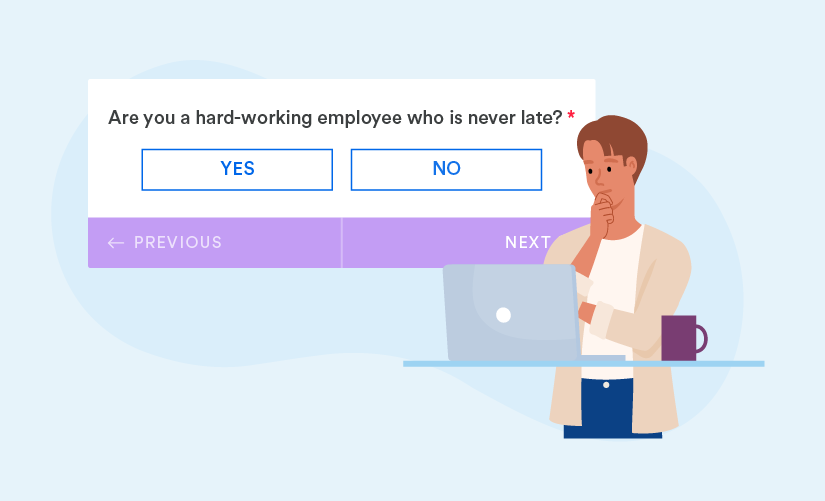 Are you a hard-working employee who is never late? *
YES NO
← PREVIOUS NEXT